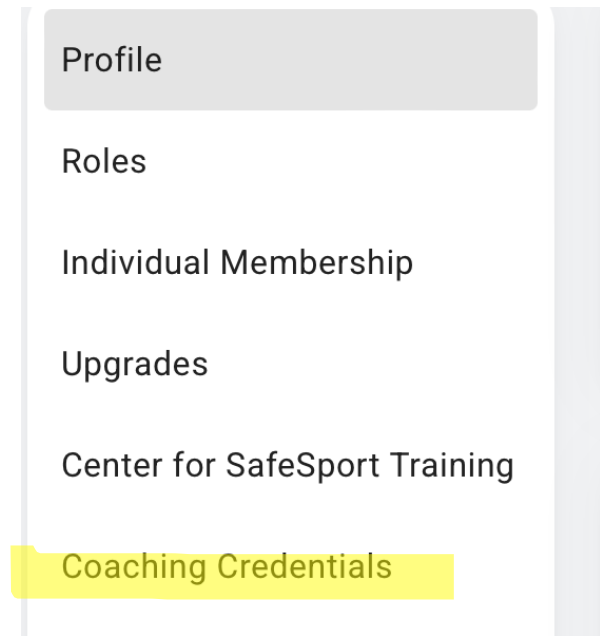 Profile
Roles
Individual Membership
Upgrades
Center for SafeSport Training
Coaching Credentials